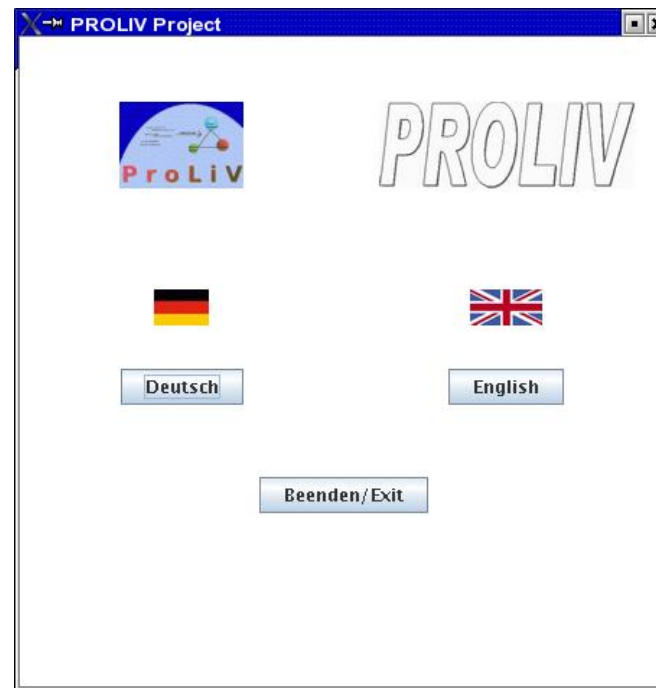 PROLIV Project
ProLiV
PROLIV
Deutsch
English
Beenden/Exit